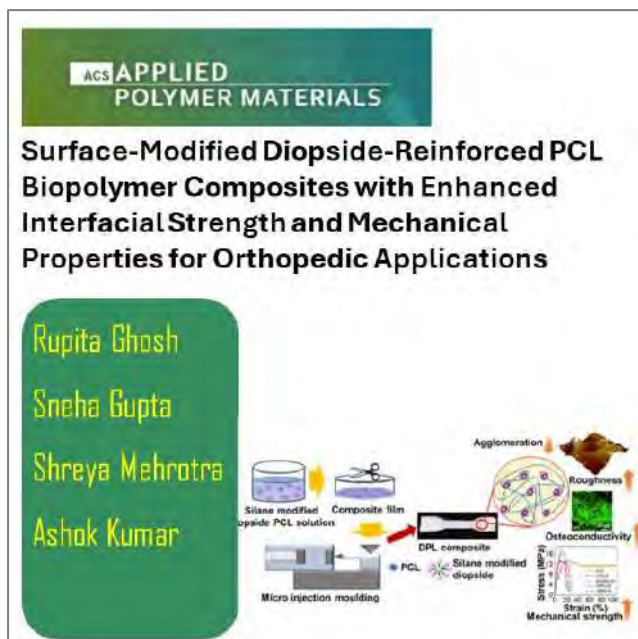 ACS APPLIED
POLYMER MATERIALS
Surface-Modified Diopside-Reinforced PCL
Biopolymer Composites with Enhanced
Interfacial Strength and Mechanical
Properties for Orthopedic Applications
Rupita Ghosh
Sneha Gupta
Shreya Mehrotra
Ashok Kumar
Silane modified
opside PCL solution
Composite film
Micro injection moulding
DPL composite
PCL
Silane modified
diopside
Agglomeration
Roughness
Osteoconductivity
Stress (MPa)
Strain (%)
Mechanical strength